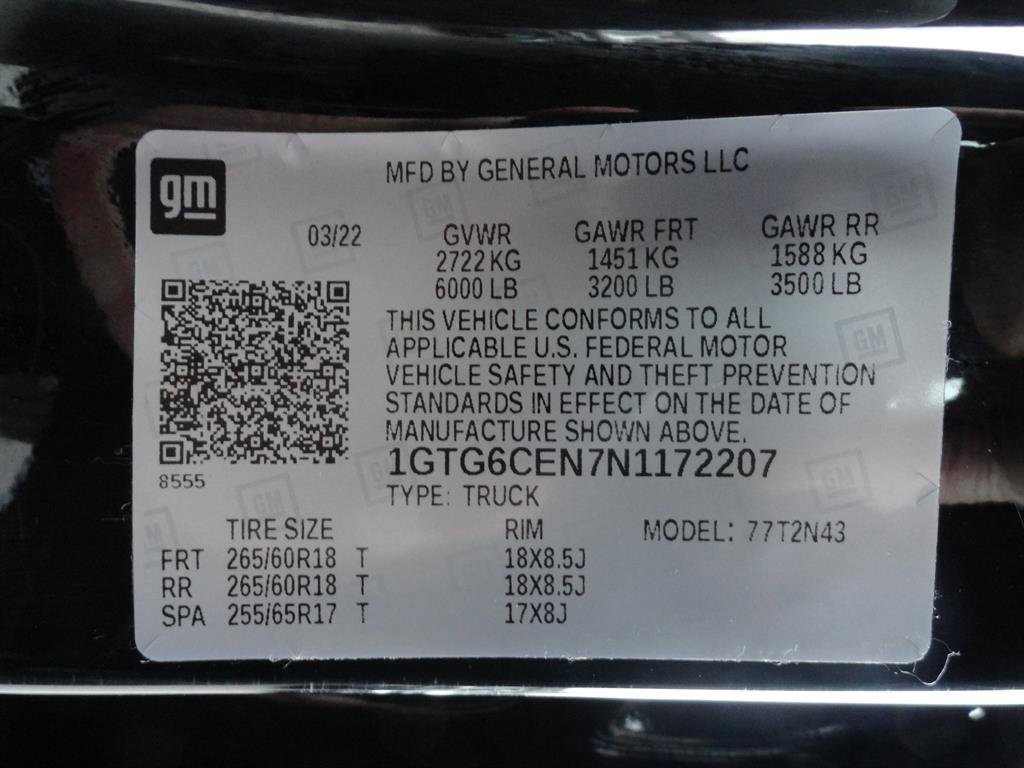 gm
MFD BY GENERAL MOTORS LLC
03/22 GVWR GAWR FRT GAWR RR
2722 KG 1451 KG 1588 KG
6000 LB 3200 LB 3500 LB
THIS VEHICLE CONFORMS TO ALL
APPLICABLE U.S. FEDERAL MOTOR
VEHICLE SAFETY AND THEFT PREVENTION
STANDARDS IN EFFECT ON THE DATE OF
MANUFACTURE SHOWN ABOVE.
1GTG6CEN7N1172207
8555
TYPE: TRUCK
TIRE SIZE RIM MODEL: 77T2N43
FRT 265/60R18 T 18X8.5J
RR 265/60R18 T 18X8.5J
SPA 255/65R17 T 17X8J